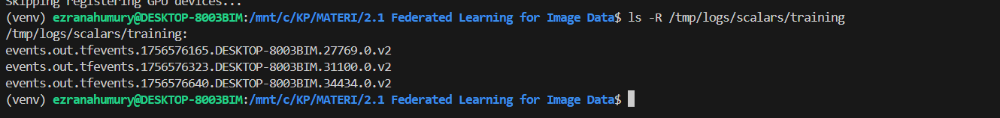 Skipping registering GPU devices...
(venv) ezranahumury@DESKTOP-8003BIM:/mnt/c/KP/MATERI/2.1 Federated Learning for Image Data$ ls -R /tmp/logs/scalars/training
/tmp/logs/scalars/training:
events.out.tfevents.1756576165.DESKTOP-8003BIM.27769.0.v2
events.out.tfevents.1756576323.DESKTOP-8003BIM.31100.0.v2
events.out.tfevents.1756576640.DESKTOP-8003BIM.34434.0.v2
(venv) ezranahumury@DESKTOP-8003BIM:/mnt/c/KP/MATERI/2.1 Federated Learning for Image Data$